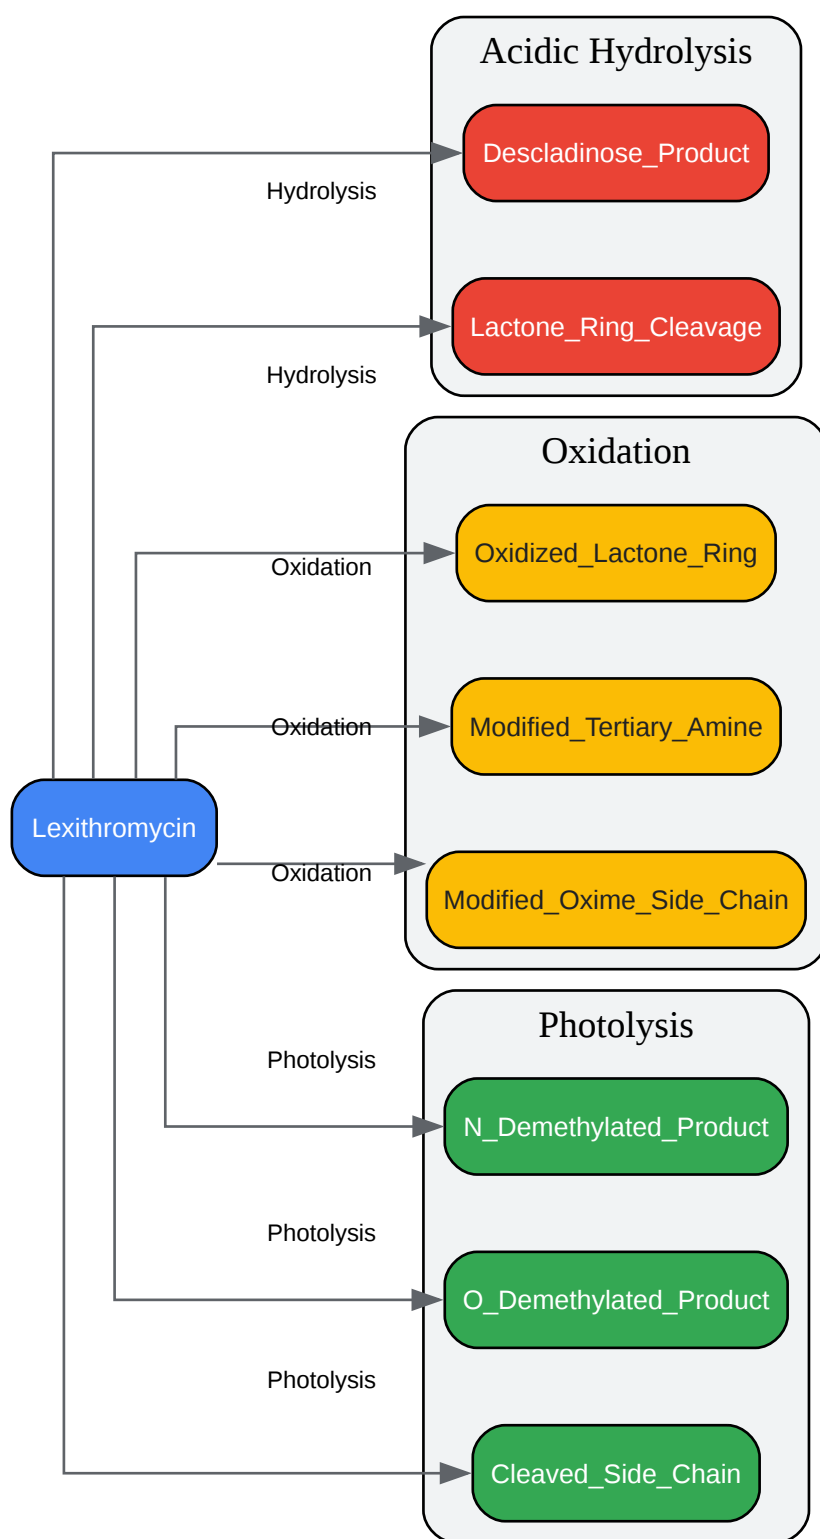 Acidic Hydrolysis
Descladinose_Product
Hydrolysis
Lactone_Ring_Cleavage
Hydrolysis
Oxidation
Oxidized_Lactone_Ring
Oxidation
Modified_Tertiary_Amine
Oxidation
Lexithromycin
Oxidation
Modified_Oxime_Side_Chain
Photolysis
Photolysis
N_Demethylated_Product
Photolysis
O_Demethylated_Product
Photolysis
Cleaved_Side_Chain